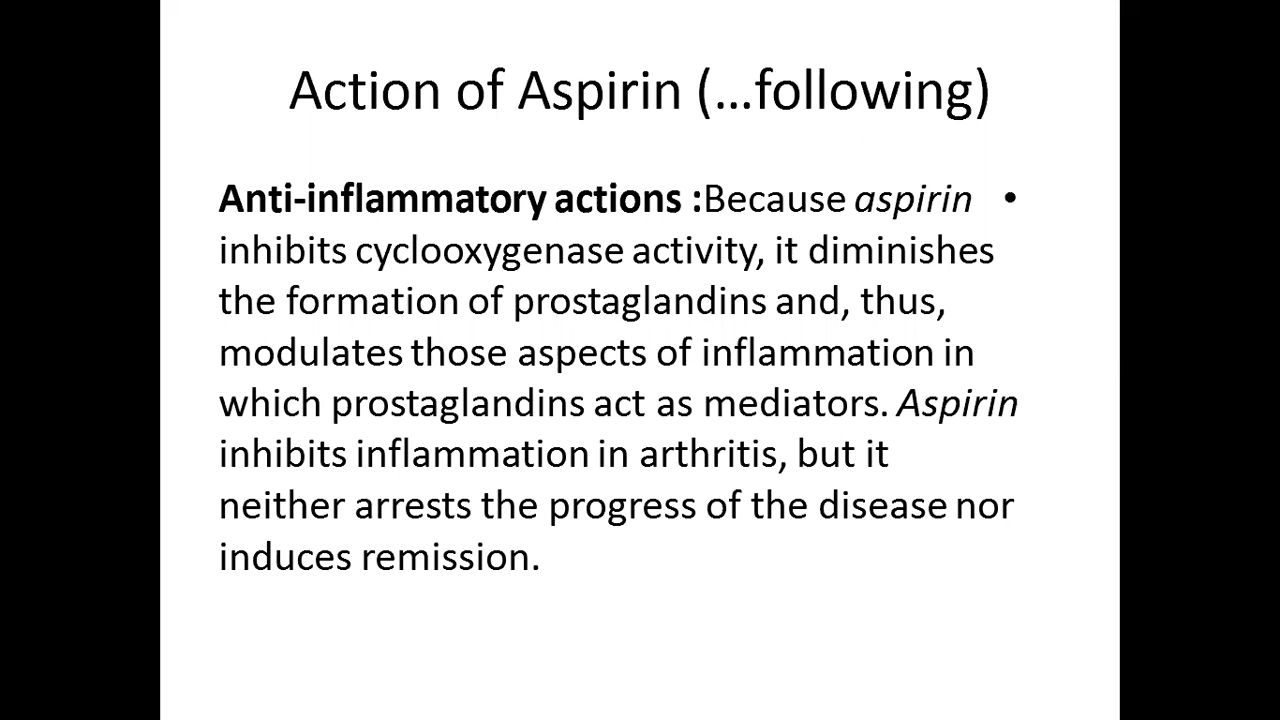 Action of Aspirin (…following)
Anti-inflammatory actions :Because aspirin •
inhibits cyclooxygenase activity, it diminishes
the formation of prostaglandins and, thus,
modulates those aspects of inflammation in
which prostaglandins act as mediators. Aspirin
inhibits inflammation in arthritis, but it
neither arrests the progress of the disease nor
induces remission.